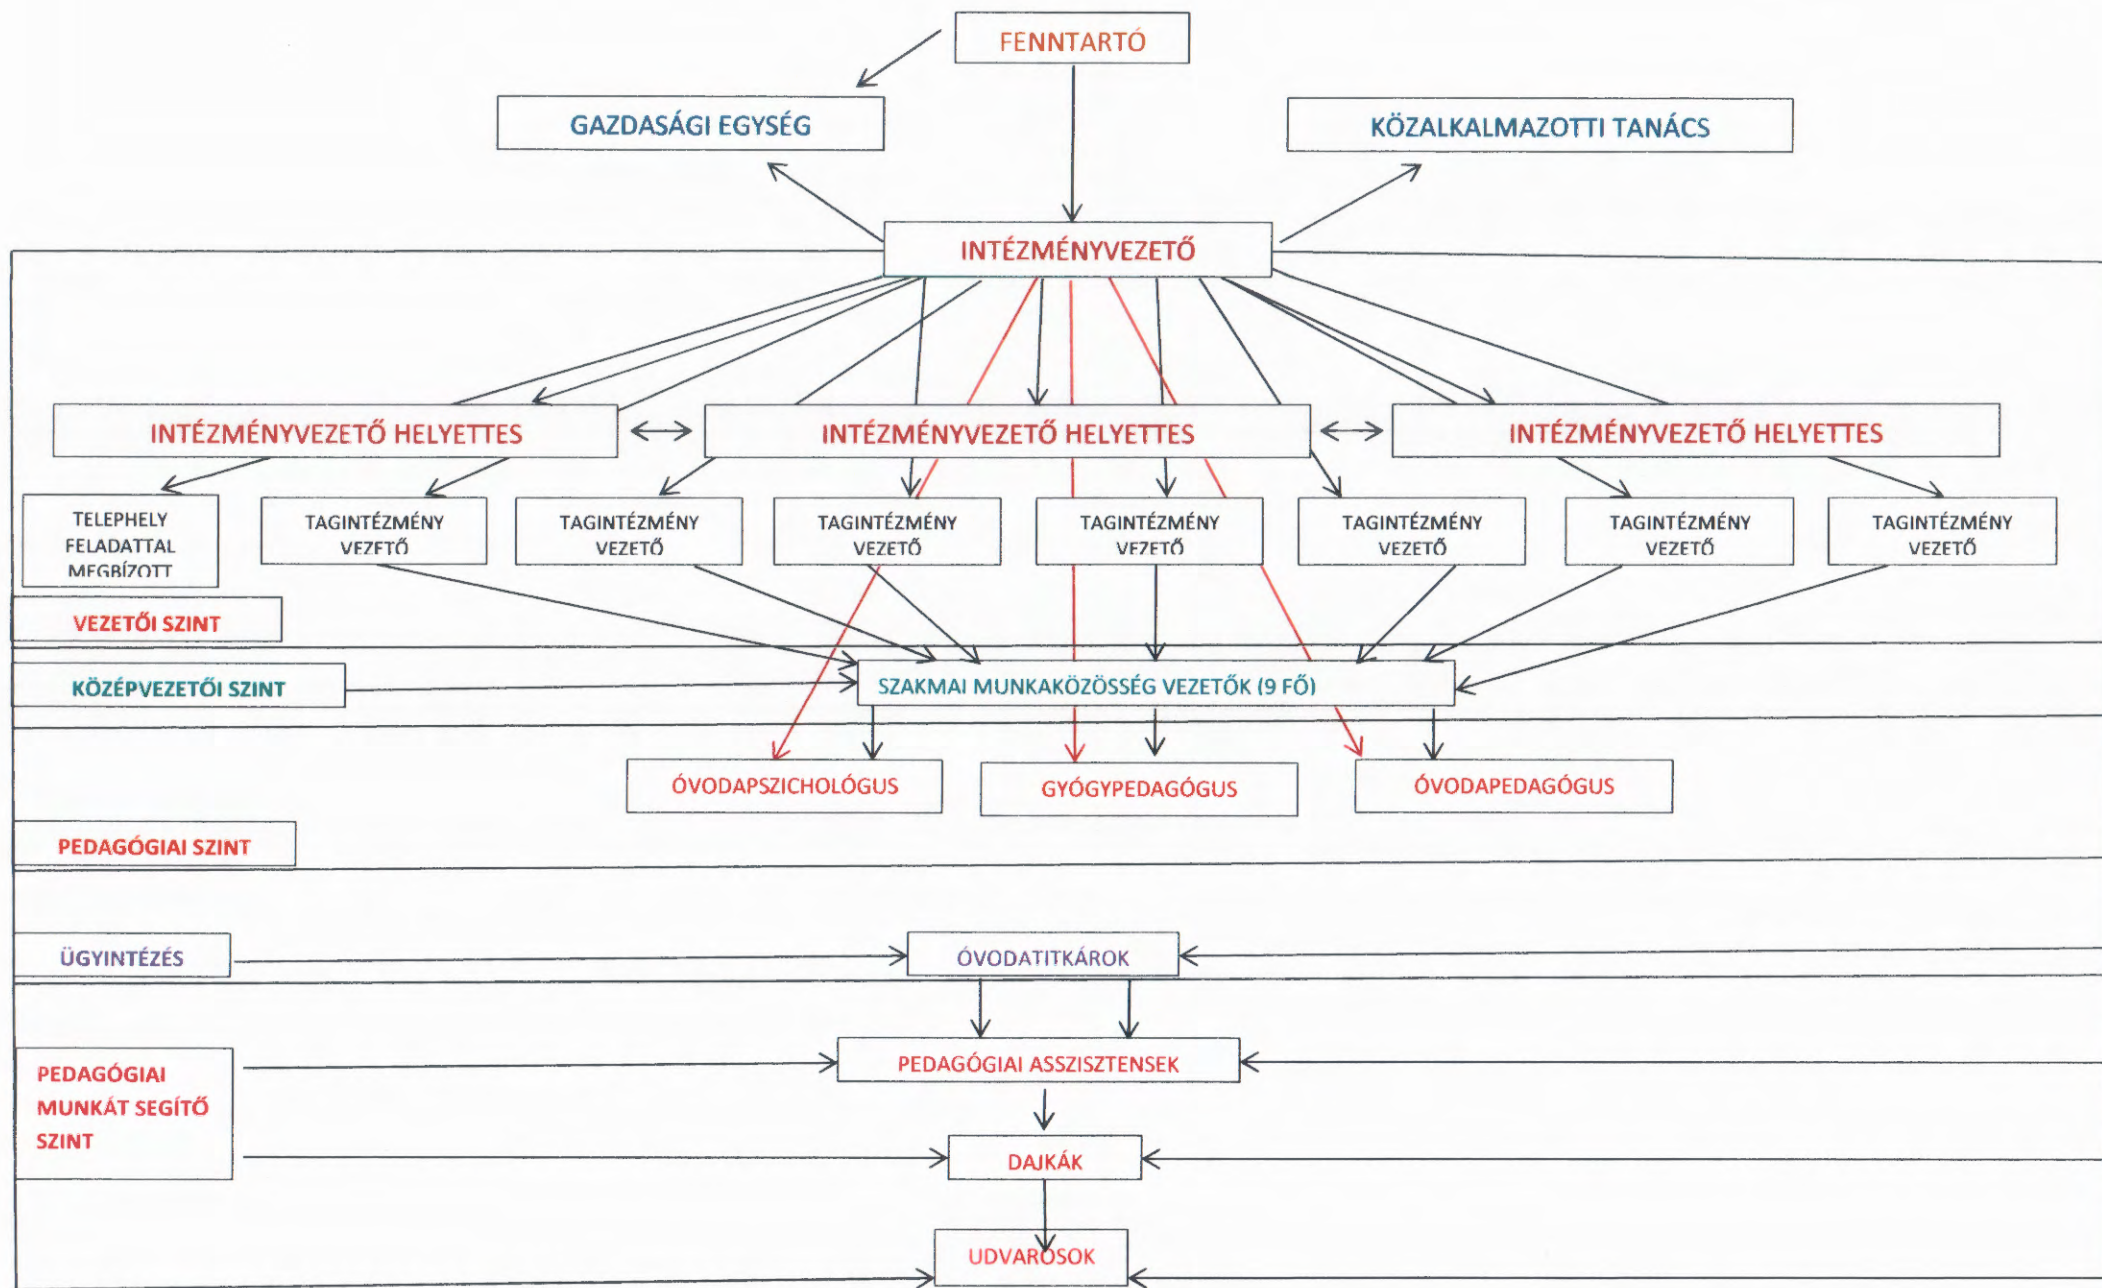 FENNTARTÓ
GAZDASÁGI EGYSÉG
KÖZALKALMAZOTTI TANÁCS
INTÉZMÉNYVEZETŐ
INTÉZMÉNYVEZETŐ HELYETTES
INTÉZMÉNYVEZETŐ HELYETTES
INTÉZMÉNYVEZETŐ HELYETTES
TELEPHELY
FELADATTAL
MEGBÍZOTT
TAGINTÉZMÉNY
VEZETŐ
TAGINTÉZMÉNY
VEZETŐ
TAGINTÉZMÉNY
VEZETŐ
TAGINTÉZMÉNY
VEZETŐ
TAGINTÉZMÉNY
VEZETŐ
TAGINTÉZMÉNY
VEZETŐ
TAGINTÉZMÉNY
VEZETŐ
VEZETŐI SZINT
KÖZÉPVEZETŐI SZINT
SZAKMAI MUNKAKÖZÖSSÉG VEZETŐK (9 FŐ)
ÓVODAPSZICHOLÓGUS
GYÓGYPEDAGÓGUS
ÓVODAPEDAGÓGUS
PEDAGÓGIAI SZINT
ÜGYINTÉZÉS
ÓVODATITKÁROK
PEDAGÓGIAI
MUNKÁT SEGÍTŐ
SZINT
PEDAGÓGIAI ASSZISZTENSEK
DAJKÁK
UDVAROSOK